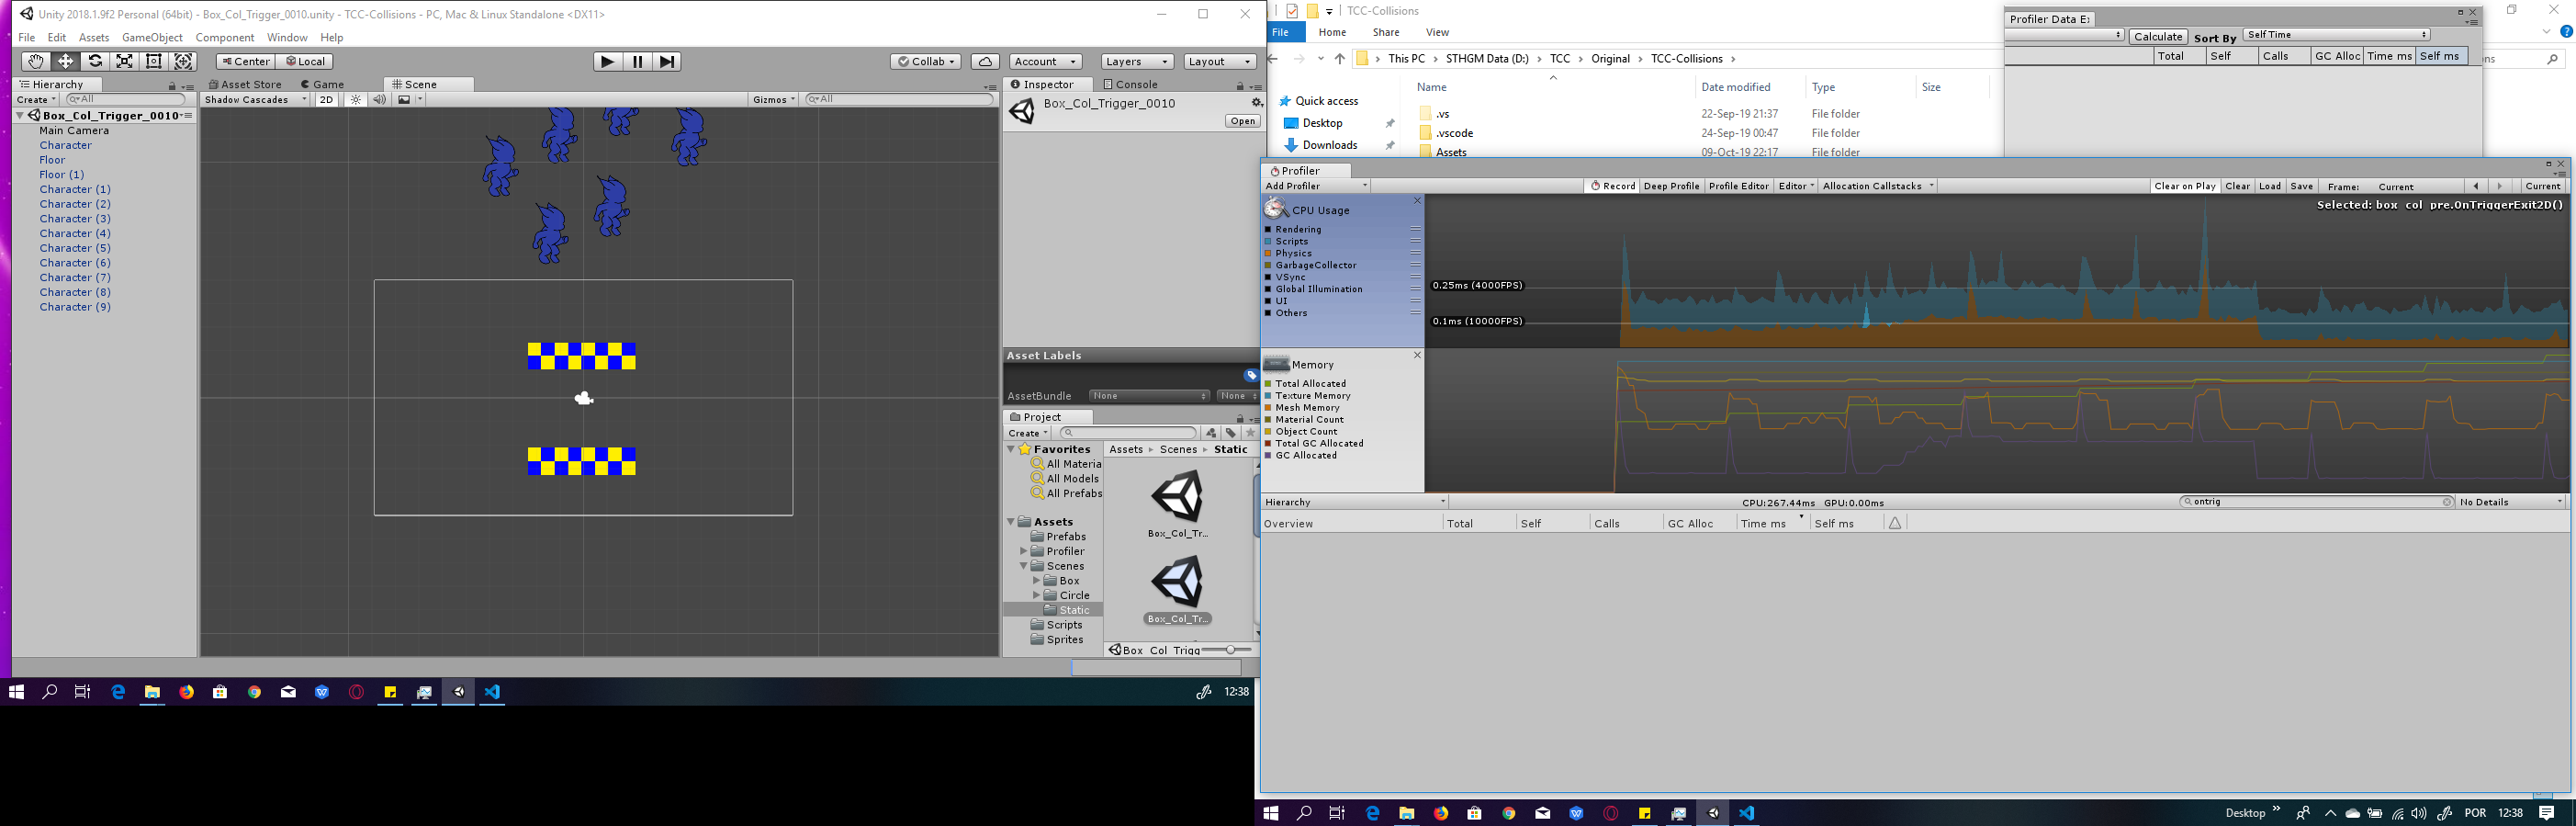 Unity 2018.1.9f2 Personal (64bit) - Box_Col_Trigger_0010.unity - TCC-Collisions - PC, Mac & Linux Standalone <DX11>
File Edit Assets GameObject Component Window Help
Center Local
Collab Account Layers Layout
Hierarchy
Create All
Box_Col_Trigger_0010
Main Camera
Character
Floor
Floor (1)
Character (1)
Character (2)
Character (3)
Character (4)
Character (5)
Character (6)
Character (7)
Character (8)
Character (9)
Asset Store Game Scene
Shadow Cascades 2D Gizmos All
Inspector Console
Box_Col_Trigger_0010
Open
Asset Labels
AssetBundle None None
Project
Create
Favorites
All Materia
All Models
All Prefabs
Assets
Prefabs
Profiler
Scenes
Box
Circle
Static
Scripts
Sprites
Assets Scenes Static
Box_Col_Tr...
Box_Col_Tr...
Box_Col_Trigg
12:38
TCC-Collisions
File Home Share View
This PC STHGM Data (D:) TCC Original TCC-Collisions
Quick access
Desktop
Downloads
Name Date modified Type Size
.vs 22-Sep-19 21:37 File folder
.vscode 24-Sep-19 00:47 File folder
Assets 09-Oct-19 22:17 File folder
Profiler Data E
Calculate Sort By Self Time
Total Self Calls GC Alloc Time ms Self ms
Profiler
Add Profiler Record Deep Profile Profile Editor Editor Allocation Callstacks Clear on Play Clear Load Save Frame: Current Current
CPU Usage
Rendering
Scripts
Physics
GarbageCollector
VSync
Global Illumination
UI
Others
Selected: box_col_pre.OnTriggerExit2D()
0.25ms (4000FPS)
0.1ms (10000FPS)
Memory
Total Allocated
Texture Memory
Mesh Memory
Material Count
Object Count
Total GC Allocated
GC Allocated
Hierarchy CPU:267.44ms GPU:0.00ms ontrig No Details
Overview Total Self Calls GC Alloc Time ms Self ms
Desktop POR 12:38